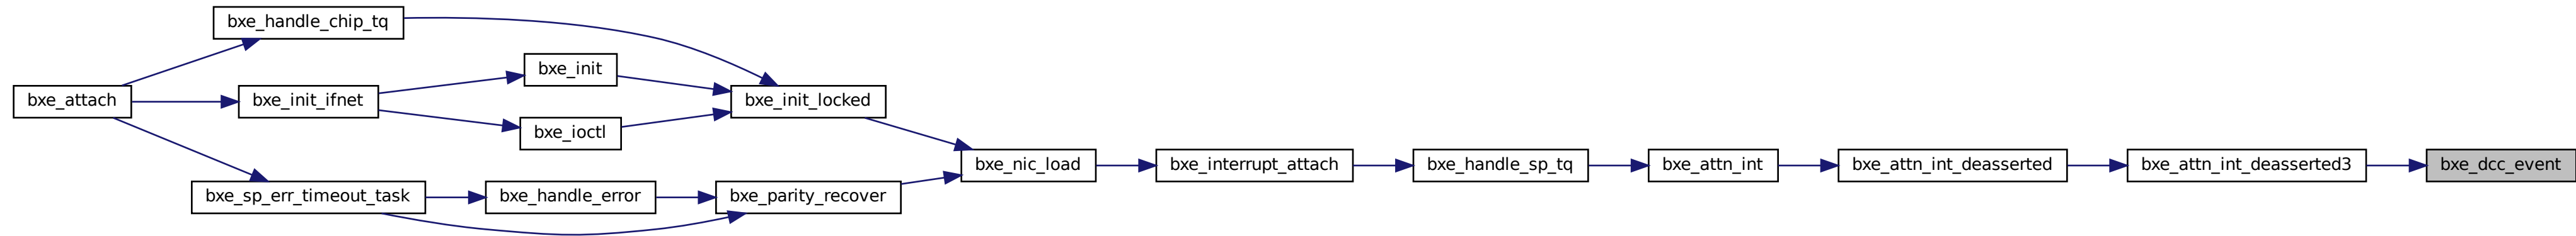 bxe_handle_chip_tq
bxe_init
bxe_attach
bxe_init_ifnet
bxe_init_locked
bxe_ioctl
bxe_nic_load
bxe_interrupt_attach
bxe_handle_sp_tq
bxe_attn_int
bxe_attn_int_deasserted
bxe_attn_int_deasserted3
bxe_dcc_event
bxe_sp_err_timeout_task
bxe_handle_error
bxe_parity_recover